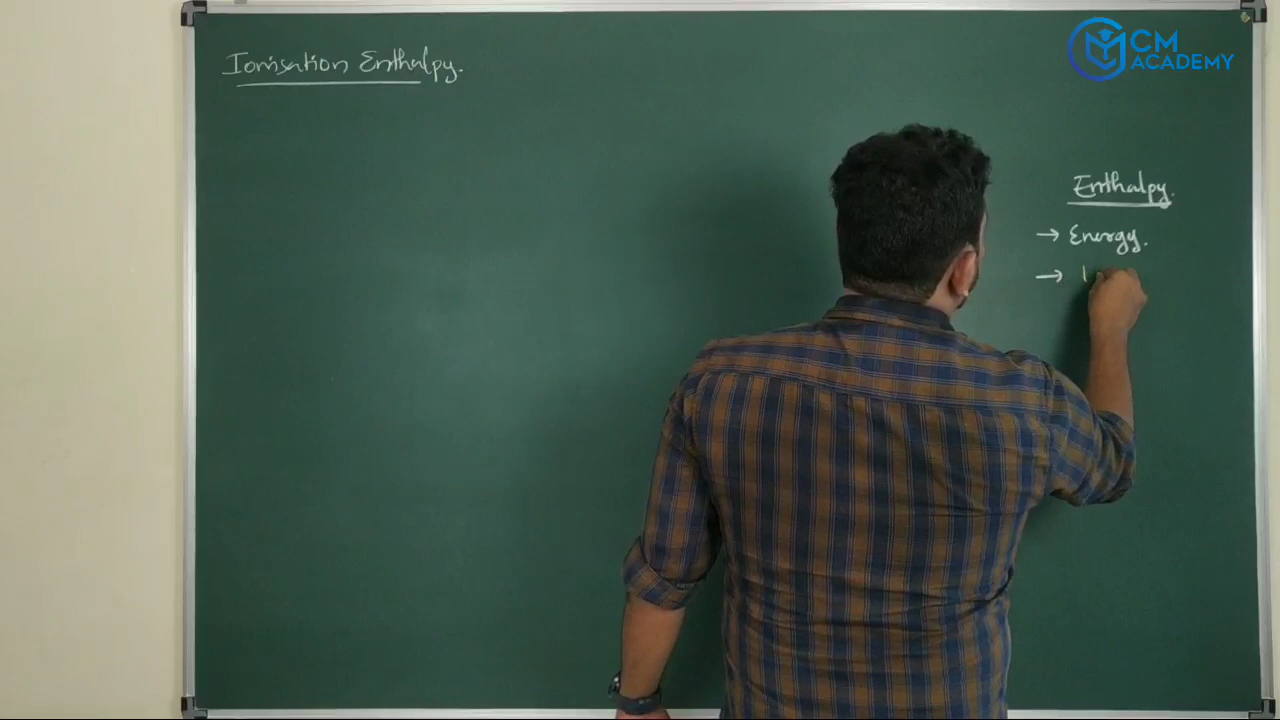 Ionisation Enthalpy.
CM
ACADEMY
Enthalpy.
→ Energy.
→